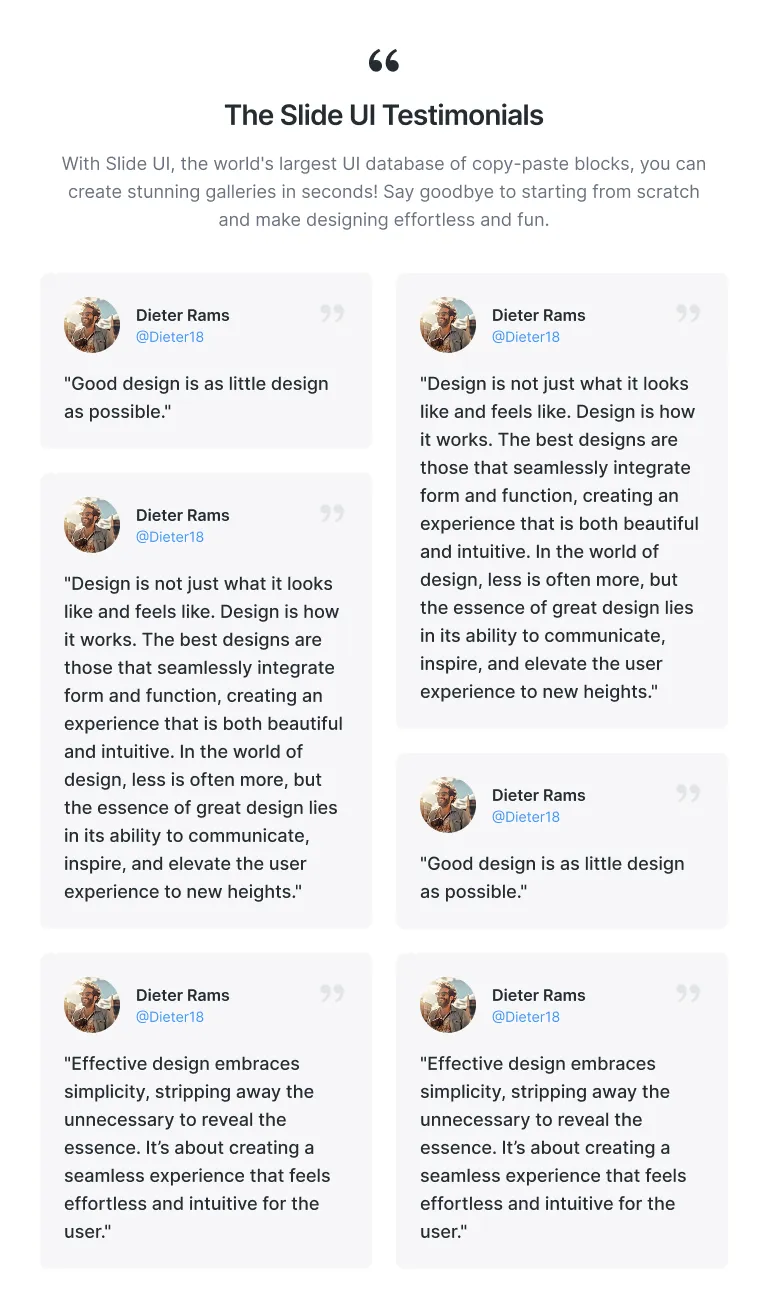 “
The Slide UI Testimonials
With Slide UI, the world's largest UI database of copy-paste blocks, you can
create stunning galleries in seconds! Say goodbye to starting from scratch
and make designing effortless and fun.
Dieter Rams
@Dieter18
”
"Good design is as little design
as possible."
Dieter Rams
@Dieter18
”
"Design is not just what it looks
like and feels like. Design is how
it works. The best designs are
those that seamlessly integrate
form and function, creating an
experience that is both beautiful
and intuitive. In the world of
design, less is often more, but
the essence of great design lies
in its ability to communicate,
inspire, and elevate the user
experience to new heights."
Dieter Rams
@Dieter18
”
"Effective design embraces
simplicity, stripping away the
unnecessary to reveal the
essence. It’s about creating a
seamless experience that feels
effortless and intuitive for the
user."
Dieter Rams
@Dieter18
”
"Design is not just what it looks
like and feels like. Design is how
it works. The best designs are
those that seamlessly integrate
form and function, creating an
experience that is both beautiful
and intuitive. In the world of
design, less is often more, but
the essence of great design lies
in its ability to communicate,
inspire, and elevate the user
experience to new heights."
Dieter Rams
@Dieter18
”
"Good design is as little design
as possible."
Dieter Rams
@Dieter18
”
"Effective design embraces
simplicity, stripping away the
unnecessary to reveal the
essence. It’s about creating a
seamless experience that feels
effortless and intuitive for the
user."